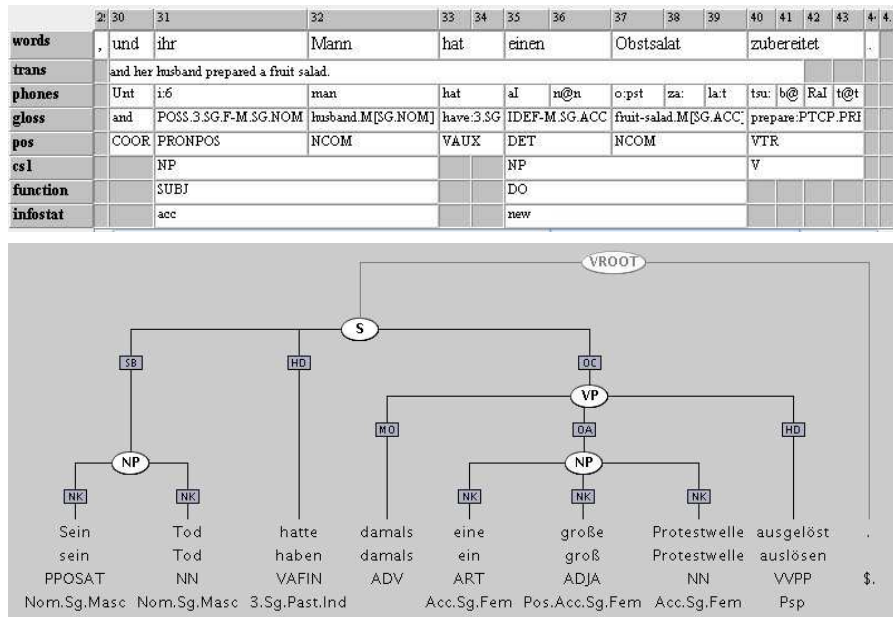 30 31 32 33 34 35 36 37 38 39 40 41 42 43
words , und ihr Mann hat einen Obstsalat zubereitet .
trans and her husband prepared a fruit salad.
phones Unt i:6 man hat aI n@n o:pst za: la:t tsu: b@ RaI t@t
gloss and POSS.3.SG.F-M.SG.NOM husband.M[SG.NOM] have:3.SG IDEF-M.SG.ACC fruit-salad.M[SG.ACC] prepare:PTCP.PRF
pos COOR PRONPOS NCOM VAUX DET NCOM VTR
cs1 NP NP V
function SUBJ DO
infostat acc new
VROOT
S
SB HD OC
VP
MO OA HD
NP NP
NK NK NK NK NK
Sein Tod hatte damals eine große Protestwelle ausgelöst .
sein Tod haben damals ein groß Protestwelle auslösen
PPOSAT NN VAFIN ADV ART ADJA NN VVPP $.
Nom.Sg.Masc Nom.Sg.Masc 3.Sg.Past.Ind Acc.Sg.Fem Pos.Acc.Sg.Fem Acc.Sg.Fem Psp